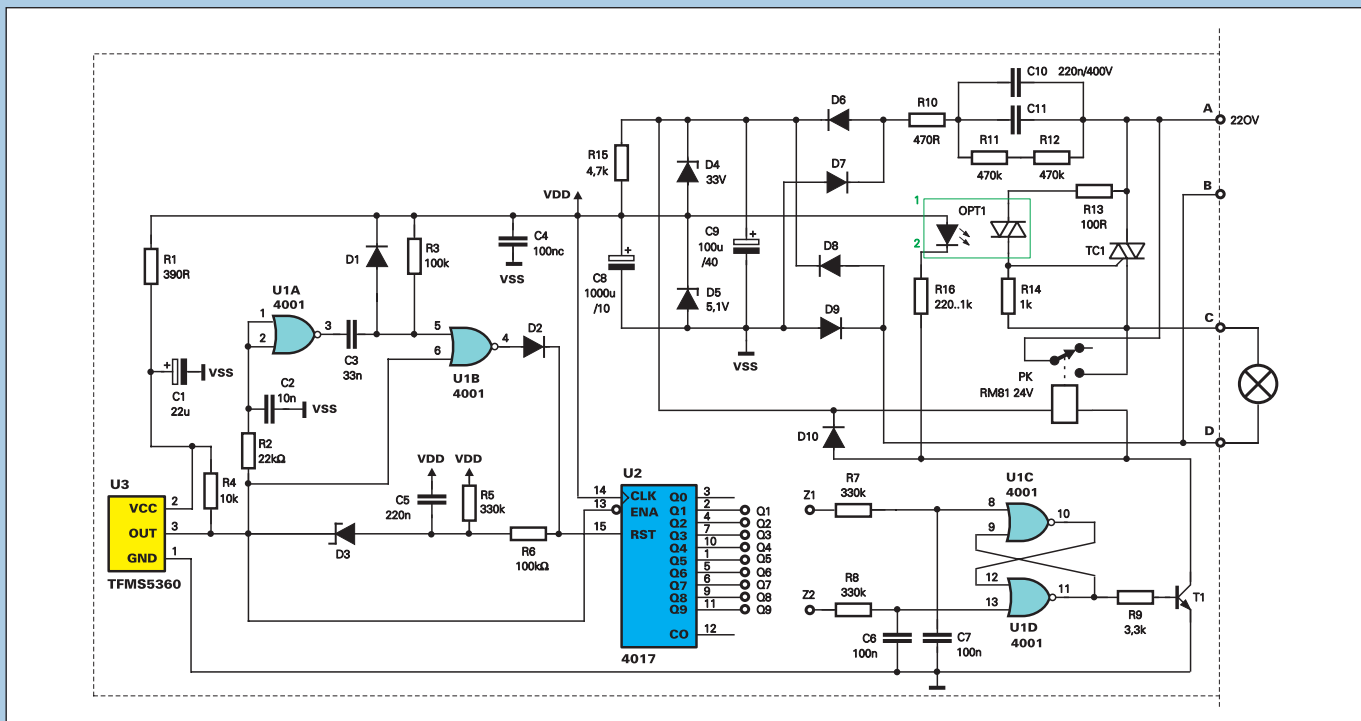 C10 220n/400V
D6
R10
470R
C11
A
220V
R11
470k
R12
470k
R15
4,7k
D4
33V
D7
B
VDD
1
OPT1
R13
100R
R1
390R
D1
R3
100k
C4
100nc
VSS
C9
100u
/40
2
TC1
D8
U1A
4001
C8
1000u
/10
D5
5,1V
R16
220..1k
R14
1k
1
2
3
5
6
4
D2
D9
C
C3
33n
VSS
U1B
4001
C1
22u
VSS
C2
10n
VSS
PK
RM81 24V
R2
22kΩ
D10
D
U3
R4
10k
VDD
VDD
U2
R7
330k
U1C
4001
VCC 2
OUT 3
GND 1
TFMS5360
C5
220n
R5
330k
14 CLK
13 ENA
15 RST
Q0 3
Q1 2 Q1
Q2 4 Q2
Q3 7 Q3
Q4 10 Q4
Q5 1 Q5
Q6 5 Q6
Q7 6 Q7
Q8 9 Q8
Q9 11 Q9
CO 12
4017
Z1
8
9
10
D3
R6
100kΩ
R8
330k
Z2
12
13
11
T1
U1D
4001
R9
3,3k
C6
100n
C7
100n